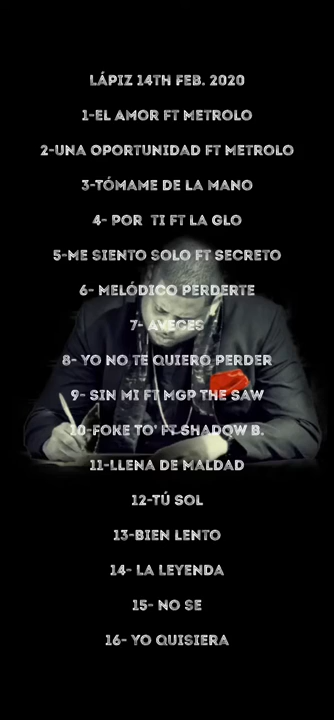 LÁPIZ 14TH FEB. 2020
1-EL AMOR FT METROLO
2-UNA OPORTUNIDAD FT METROLO
3-TÓMAME DE LA MANO
4- POR TI FT LA GLO
5-ME SIENTO SOLO FT SECRETO
6- MELÓDICO PERDERTE
7- AVECES
8- YO NO TE QUIERO PERDER
9- SIN MI FT MGP THE SAW
10-FOKE TO' FT SHADOW B.
11-LLENA DE MALDAD
12-TÚ SOL
13-BIEN LENTO
14- LA LEYENDA
15- NO SE
16- YO QUISIERA